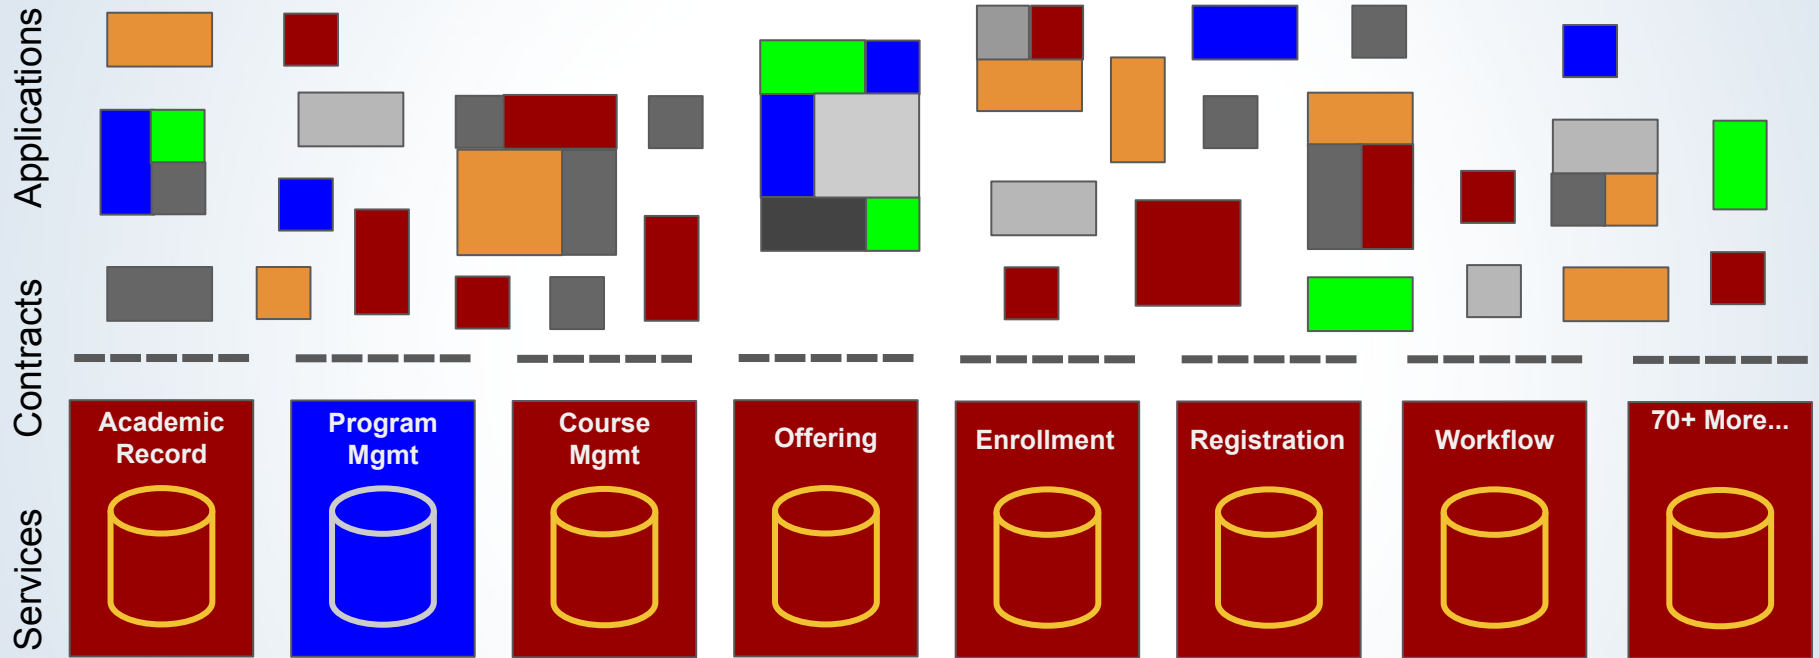 Applications
Contracts
Services
Academic
Record
Program
Mgmt
Course
Mgmt
Offering
Enrollment
Registration
Workflow
70+ More...